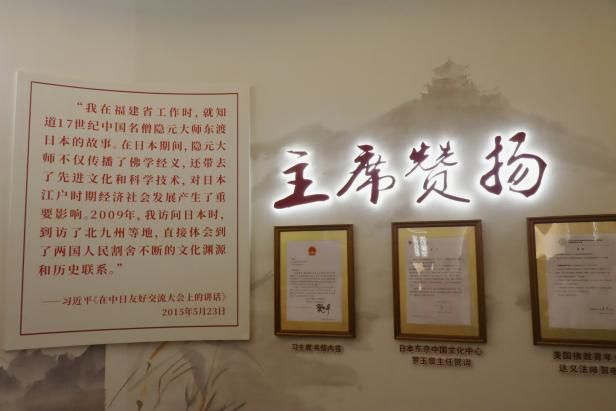 “我在福建省工作时，就知
道17世纪中国名僧隐元大师东渡
日本的故事。在日本期间，隐元大
师不仅传播了佛学经义，还带去
了先进文化和科学技术，对日本
江户时期经济社会发展产生了重
要影响。2009年，我访问日本时，
到访了北九州等地，直接体会到
了两国人民割舍不断的文化渊源
和历史联系。”
——习近平《在中日友好交流大会上的讲话》
2015年5月23日
主席赞扬
习主席书信内容
日本东京中国文化中心
罗玉泉主任贺词
美国佛教青年
达义法师贺电